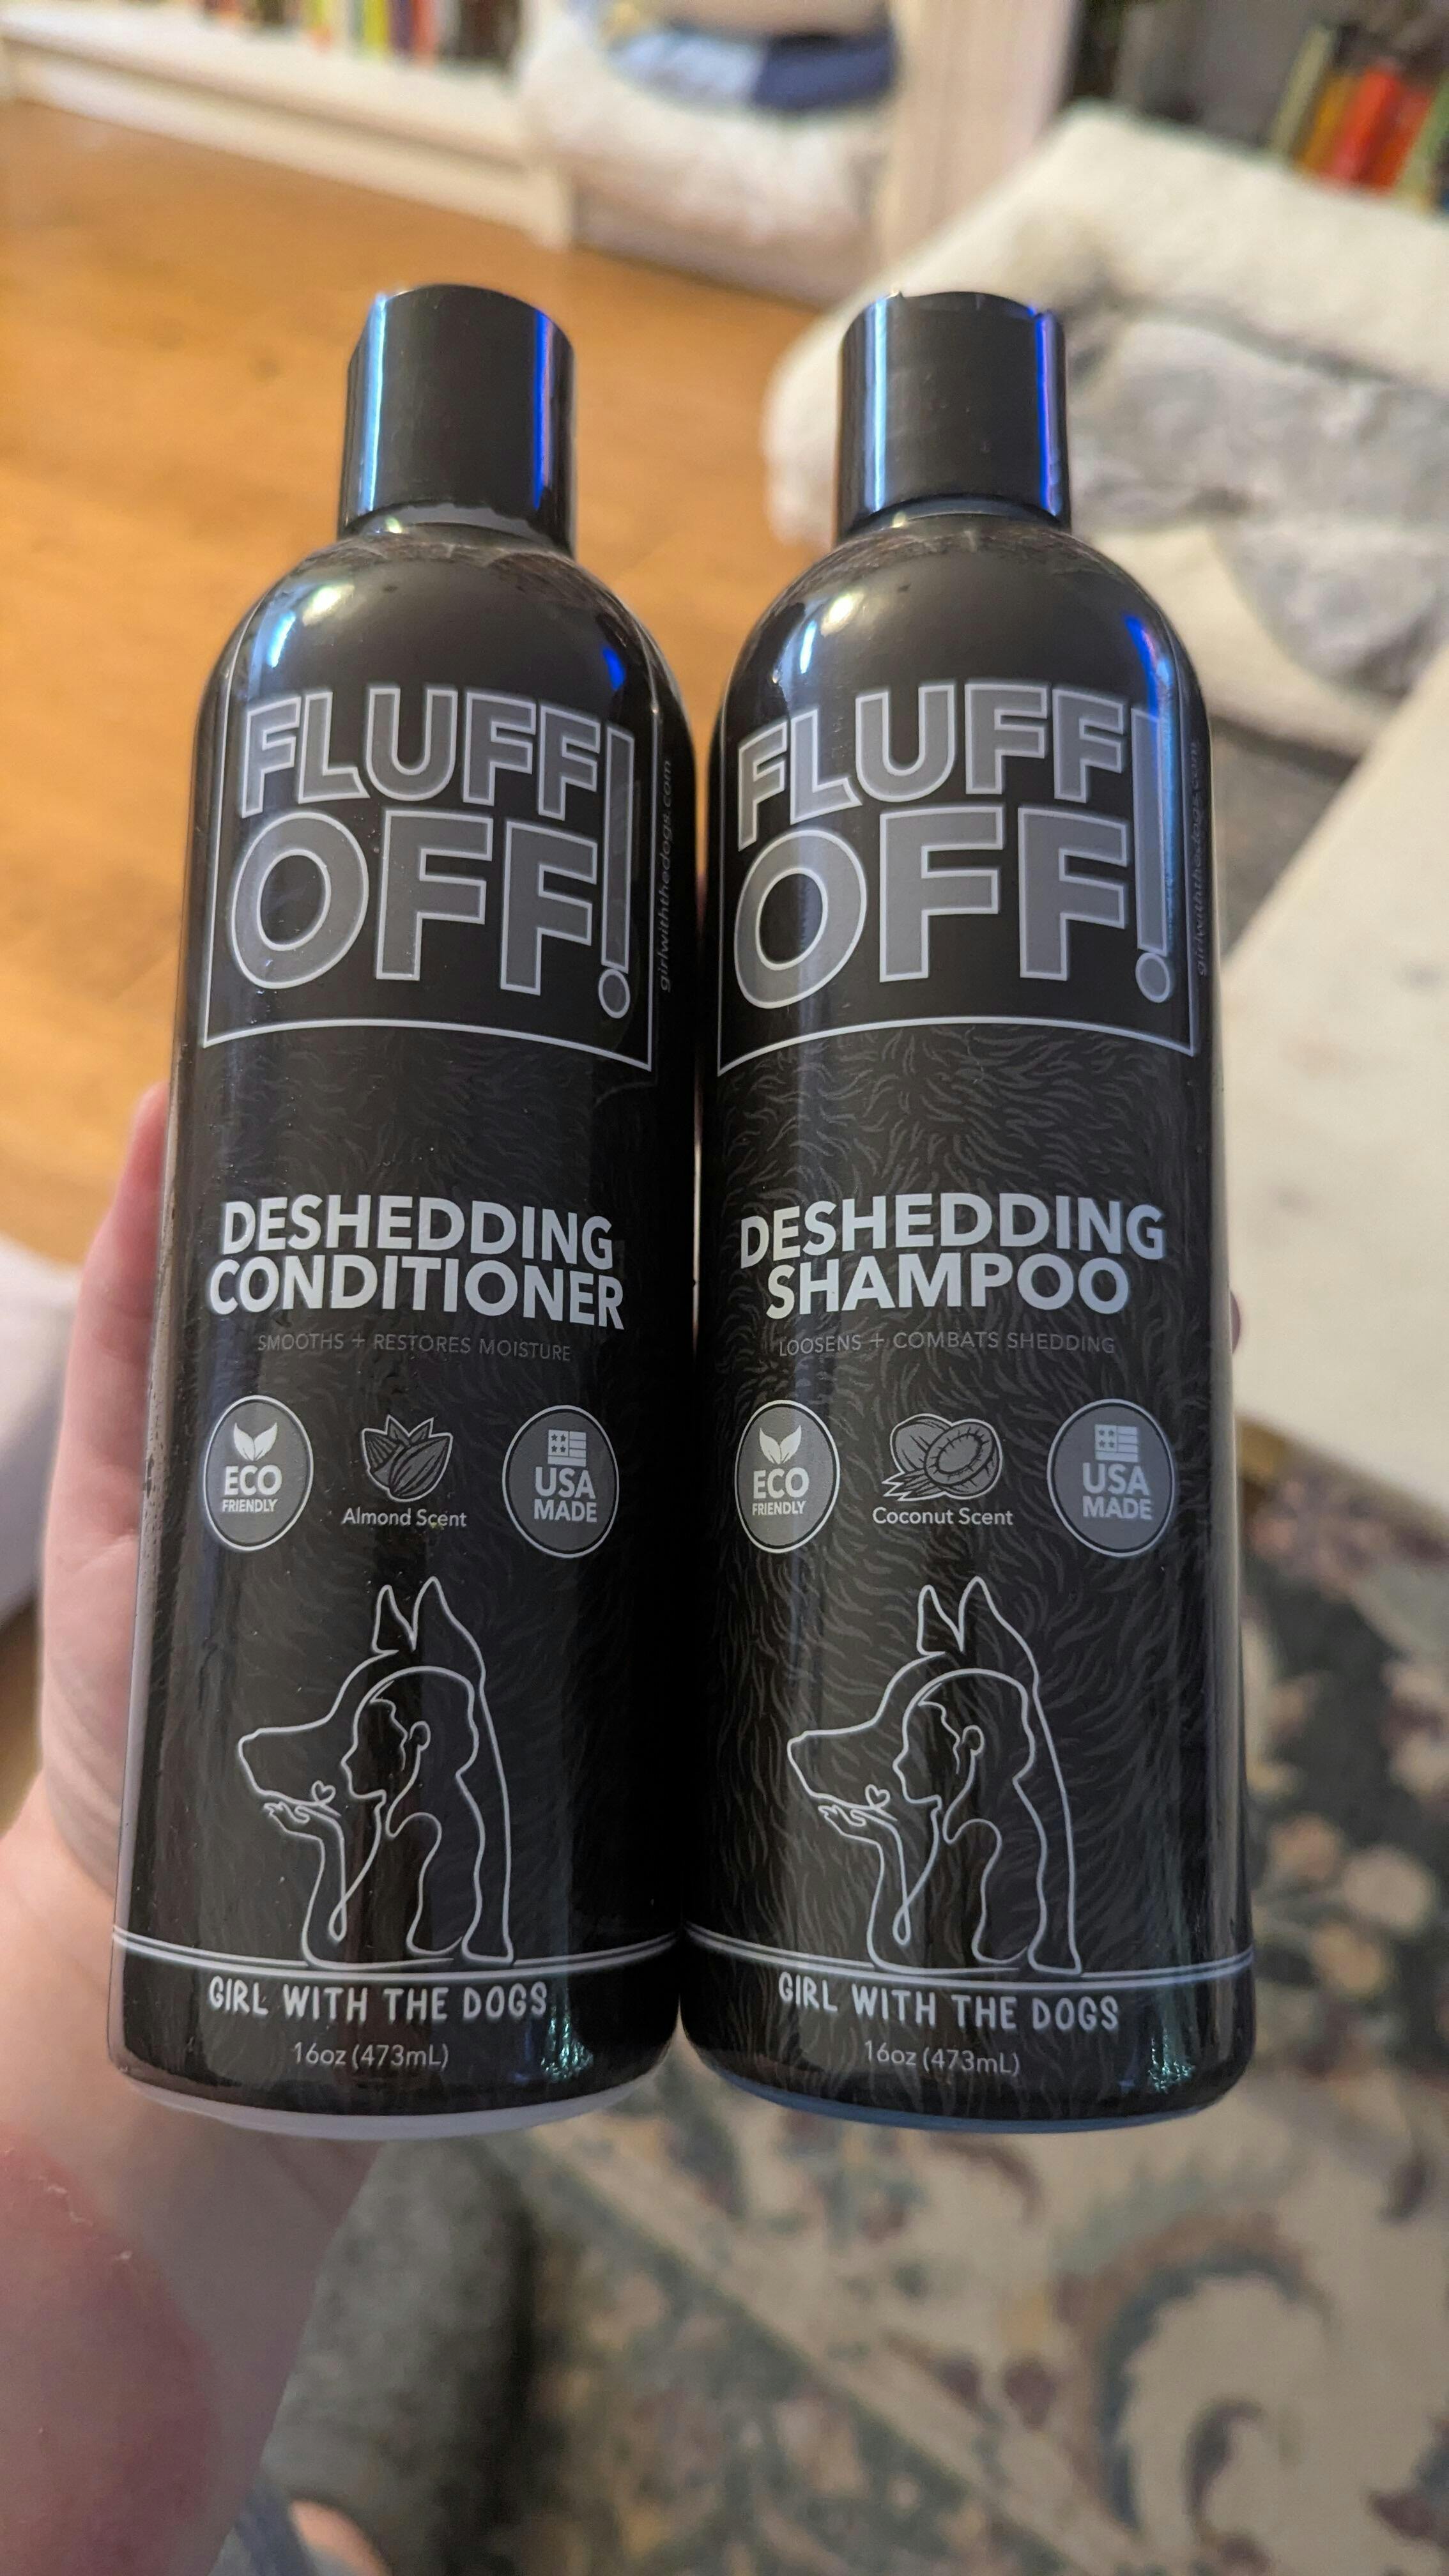 FLUFF
OFF!
girlwiththedogs.com
DESHEDDING
CONDITIONER
SMOOTHS + RESTORES MOISTURE
ECO
FRIENDLY
Almond Scent
USA
MADE
GIRL WITH THE DOGS
16oz (473mL)
FLUFF
OFF!
girlwiththedogs.com
DESHEDDING
SHAMPOO
LOOSENS + COMBATS SHEDDING
ECO
FRIENDLY
Coconut Scent
USA
MADE
GIRL WITH THE DOGS
16oz (473mL)